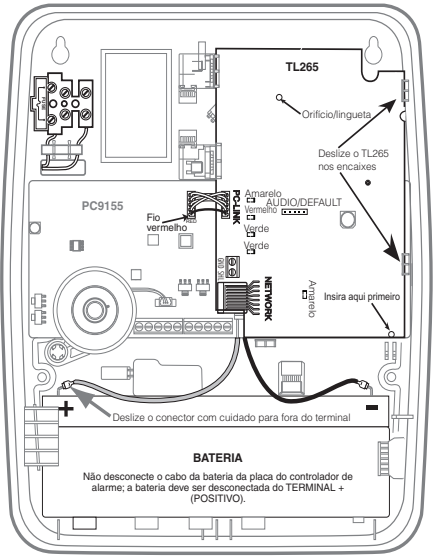 TL265
Orifício/lingueta
Deslize o TL265
nos encaixes
PC9155
Fio
vermelho
PC-LINK
Amarelo
Vermelho
AUDIO/DEFAULT
Verde
Verde
NETWORK
Amarelo
Insira aqui primeiro
+
-
Deslize o conector com cuidado para fora do terminal
BATERIA
Não desconecte o cabo da bateria da placa do controlador de
alarme; a bateria deve ser desconectada do TERMINAL +
(POSITIVO).